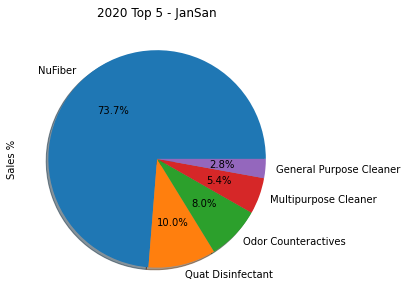 2020 Top 5 - JanSan
NuFiber
73.7%
Sales %
2.8%
General Purpose Cleaner
5.4%
Multipurpose Cleaner
8.0%
10.0%
Odor Counteractives
Quat Disinfectant